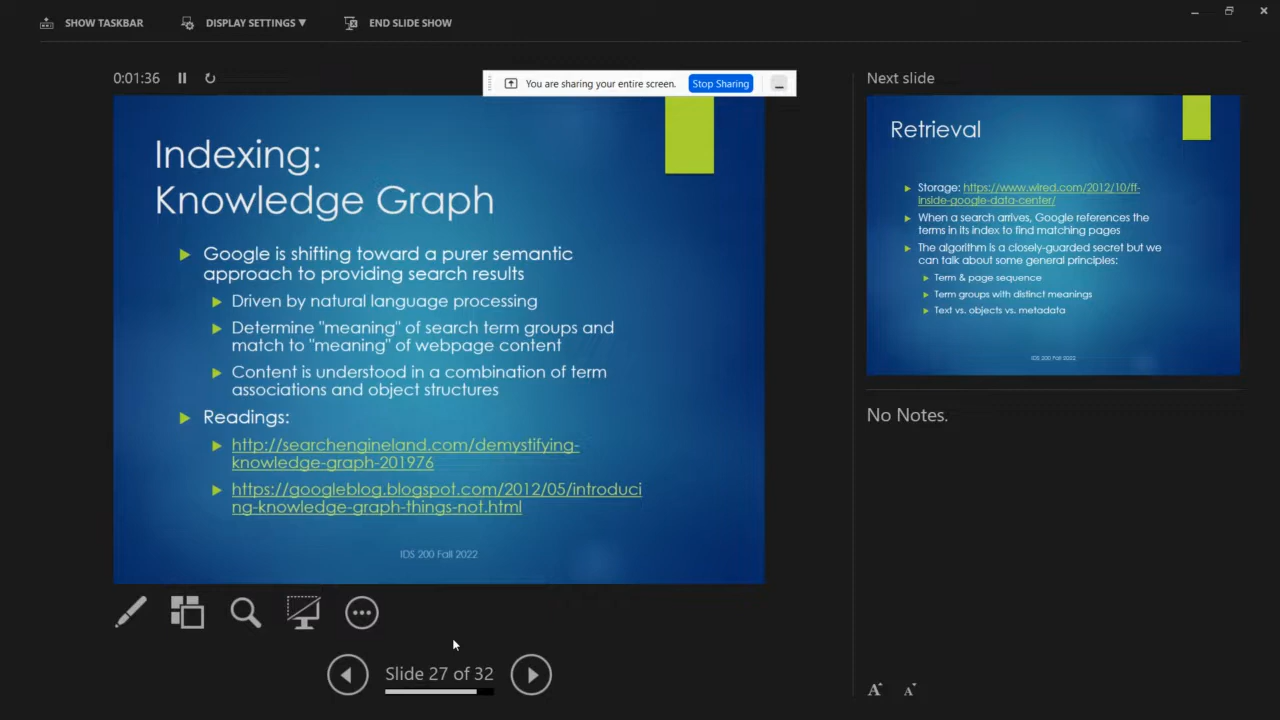 SHOW TASKBAR
DISPLAY SETTINGS ▼
END SLIDE SHOW
0:01:36
You are sharing your entire screen.
Stop Sharing
Indexing:
Knowledge Graph
Google is shifting toward a purer semantic
approach to providing search results
Driven by natural language processing
Determine "meaning" of search term groups and
match to "meaning" of webpage content
Content is understood in a combination of term
associations and object structures
Readings:
http://searchengineland.com/demystifying-
knowledge-graph-201976
https://googleblog.blogspot.com/2012/05/introduci
ng-knowledge-graph-things-not.html
IDS 200 Fall 2022
Slide 27 of 32
Next slide
Retrieval
Storage: https://www.wired.com/2012/10/ff-
inside-google-data-center/
When a search arrives, Google references the
terms in its index to find matching pages
The algorithm is a closely-guarded secret but we
can talk about some general principles:
Term & page sequence
Term groups with distinct meanings
Text vs. objects vs. metadata
IDS 200 Fall 2022
No Notes.
A A